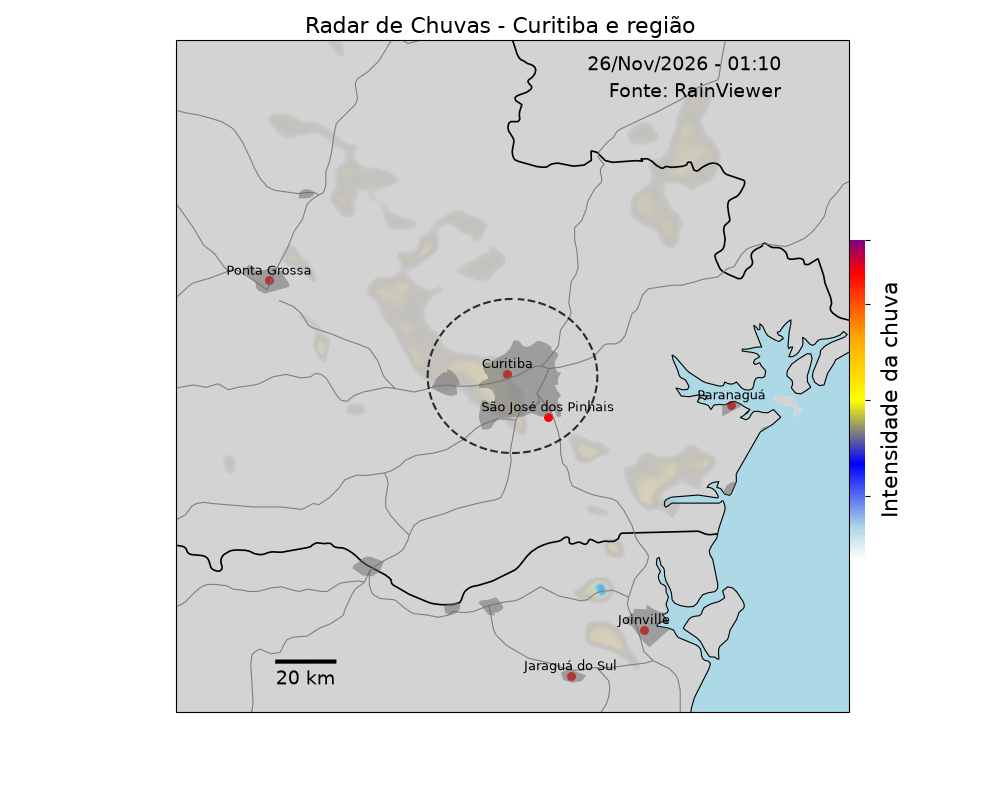 Radar de Chuvas - Curitiba e região
26/Nov/2026 - 01:10
Fonte: RainViewer
Ponta Grossa
Curitiba
Paranaguá
São José dos Pinhais
Intensidade da chuva
Joinville
Jaraguá do Sul
20 km